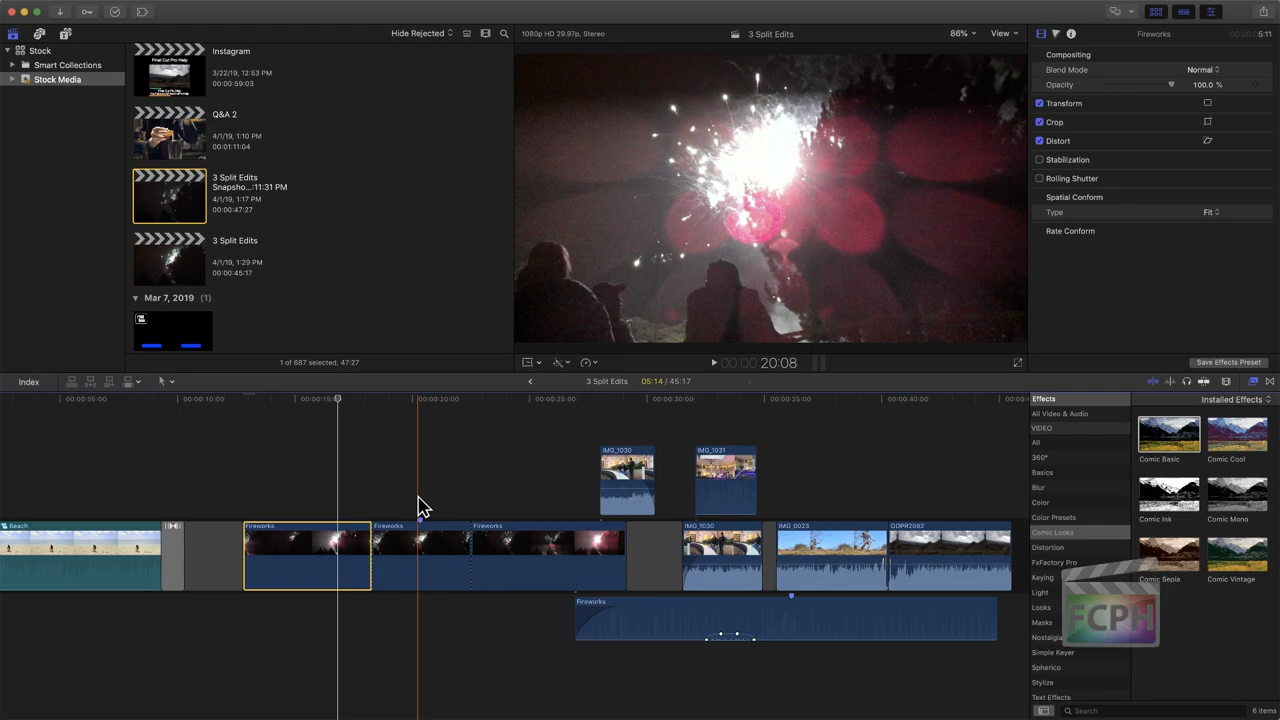 Stock
Smart Collections
Stock Media
Hide Rejected
Instagram
3/22/19, 12:53 PM
00:00:59:03
Final Cut Pro Help
Q&A 2
4/1/19, 1:10 PM
00:01:11:04
3 Split Edits
Snapsho...:11:31 PM
4/1/19, 1:17 PM
00:00:47:27
3 Split Edits
4/1/19, 1:29 PM
00:00:45:17
Mar 7, 2019 (1)
1 of 687 selected, 47:27
1080p HD 29.97p, Stereo
3 Split Edits
86%
View
00:00:20:08
Fireworks
00:00:05:11
Compositing
Blend Mode
Normal
Opacity
100.0 %
Transform
Crop
Distort
Stabilization
Rolling Shutter
Spatial Conform
Type
Fit
Rate Conform
Save Effects Preset
Index
3 Split Edits
05:14 / 45:17
00:00:05:00
00:00:10:00
00:00:15:00
00:00:20:00
00:00:25:00
00:00:30:00
00:00:35:00
00:00:40:00
IMG_1030
IMG_1031
Beach
Fireworks
Fireworks
Fireworks
IMG_1030
IMG_0023
GOPR2592
Fireworks
Effects
Installed Effects
All Video & Audio
VIDEO
All
360°
Basics
Blur
Color
Color Presets
Comic Looks
Distortion
FxFactory Pro
Keying
Light
Looks
Masks
Nostalgia
Simple Keyer
Spherico
Stylize
Text Effects
Comic Basic
Comic Cool
Comic Ink
Comic Mono
Comic Sepia
Comic Vintage
FCPH
Search
6 items